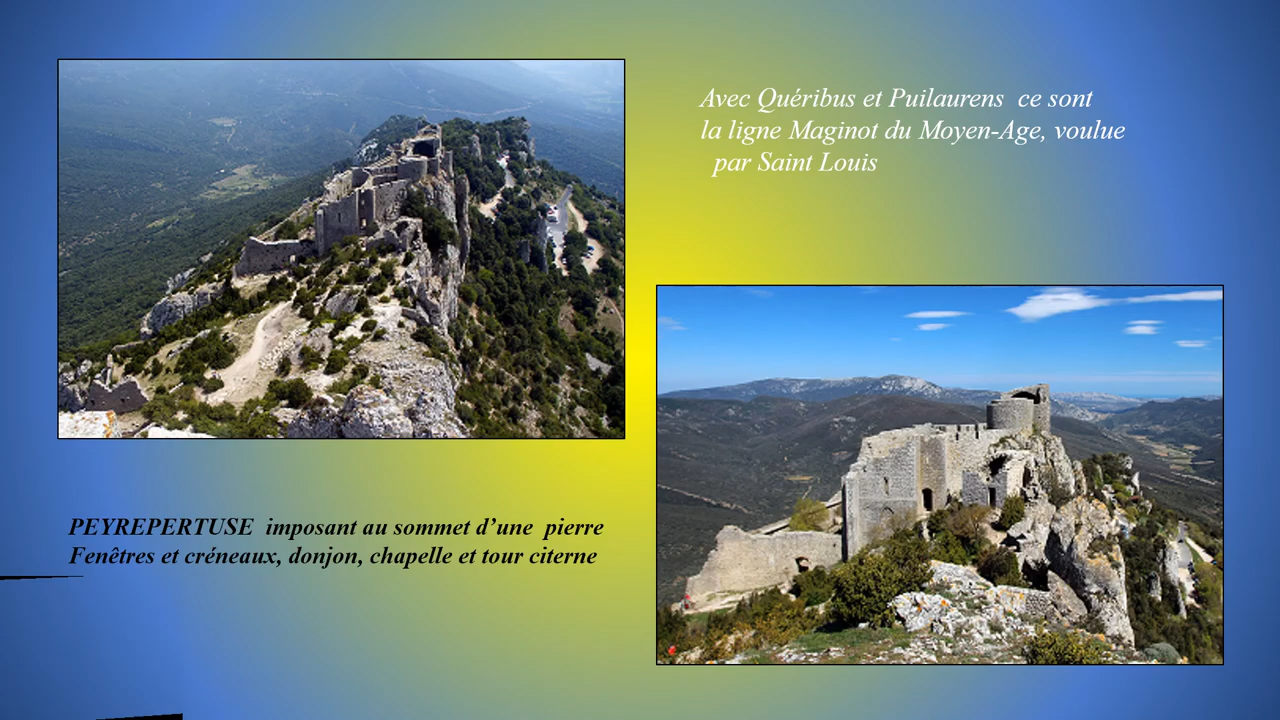 Avec Quéribus et Puilaurens  ce sont
la ligne Maginot du Moyen-Age, voulue
par Saint Louis
PEYREPERTUSE  imposant au sommet d’une  pierre
Fenêtres et créneaux, donjon, chapelle et tour citerne